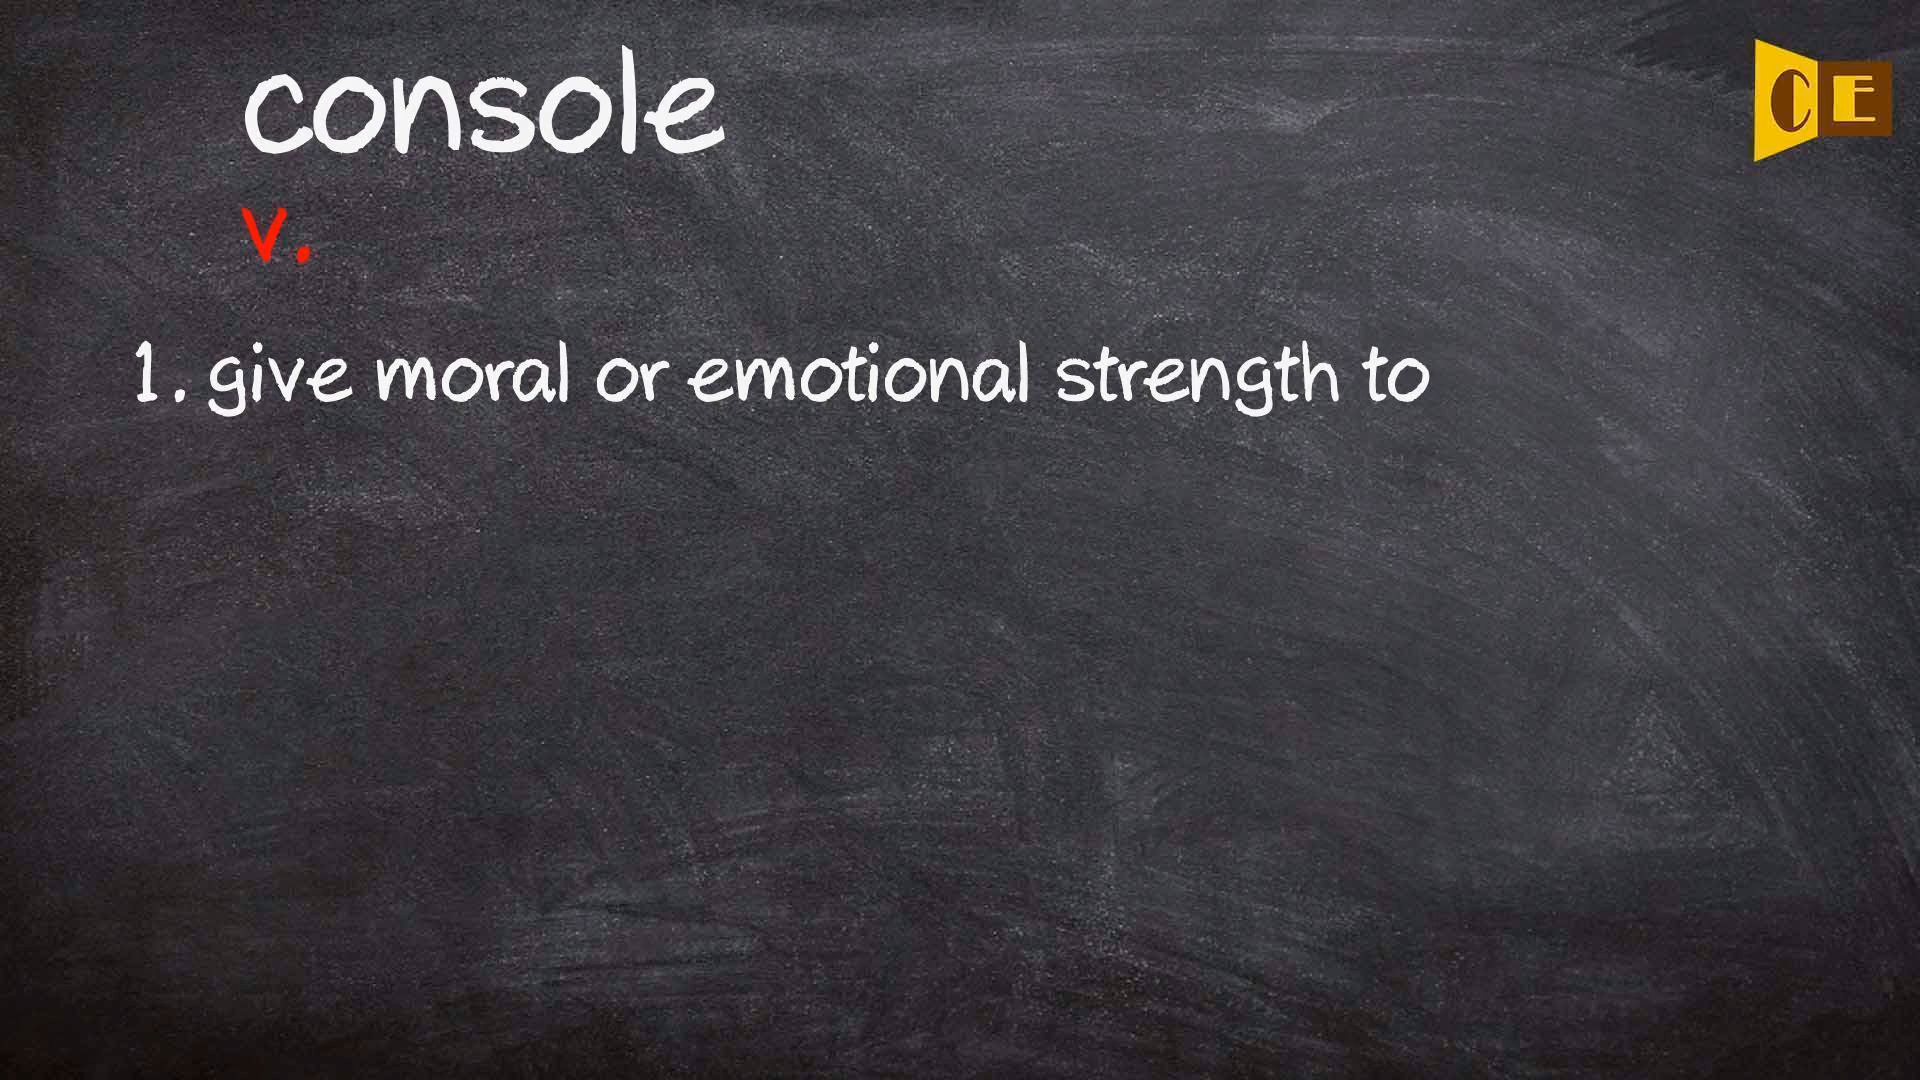 console
CE
v.
1. give moral or emotional strength to